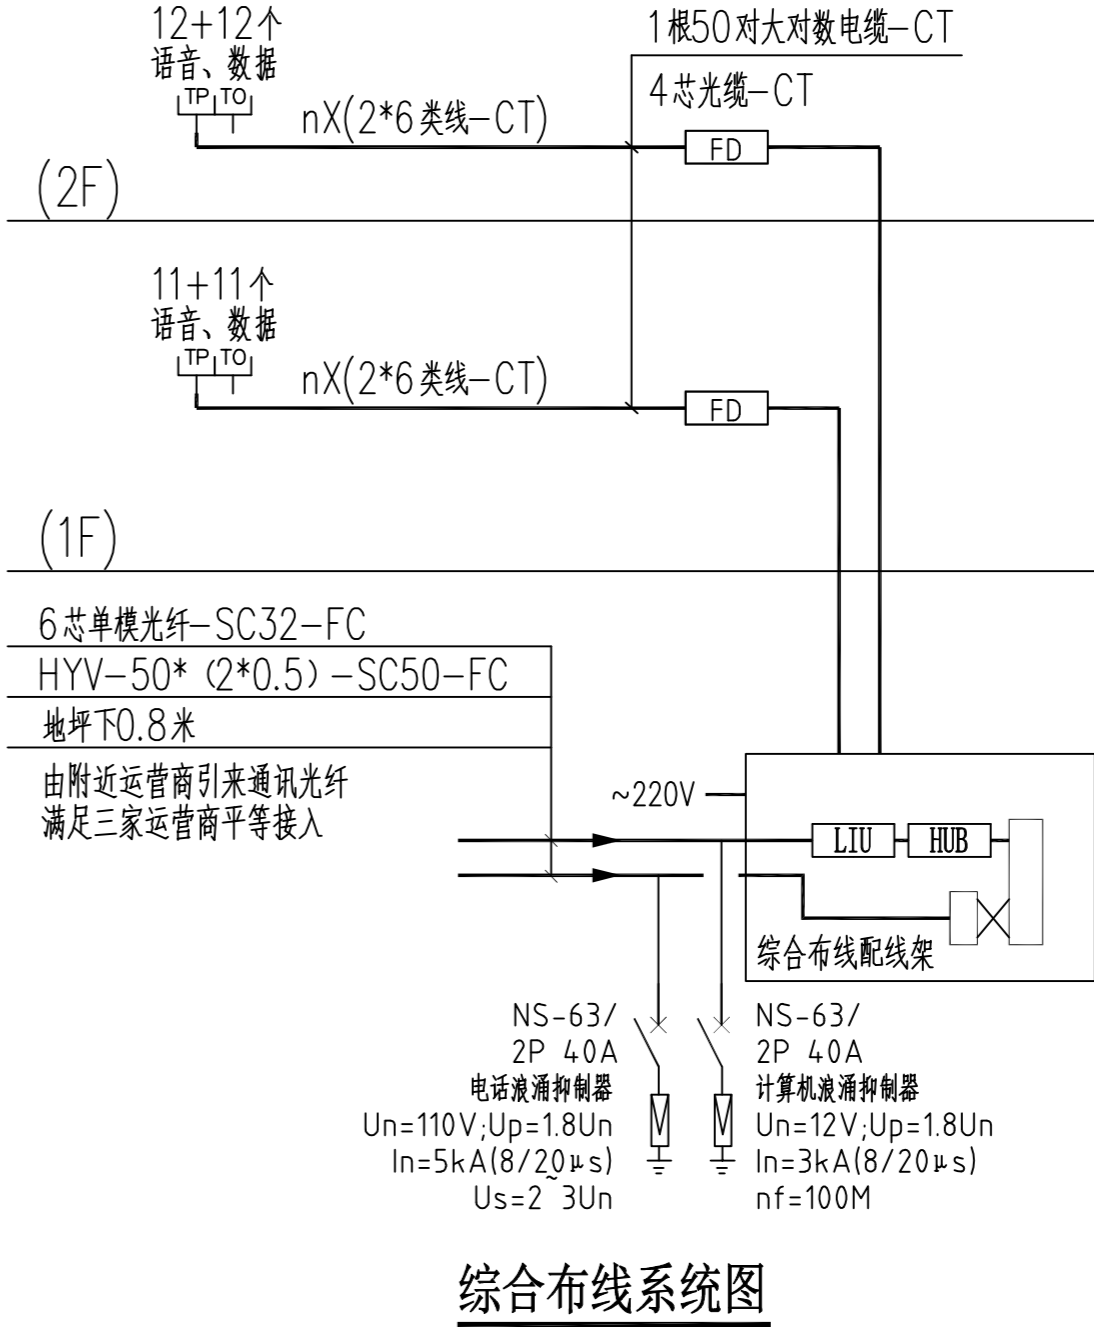 12+12个
语音、数据
TP TO
nX(2*6类线-CT)
1根50对大对数电缆-CT
4芯光缆-CT
FD
(2F)
11+11个
语音、数据
TP TO
nX(2*6类线-CT)
FD
(1F)
6芯单模光纤-SC32-FC
HYV-50*(2*0.5)-SC50-FC
地坪下0.8米
由附近运营商引来通讯光纤
满足三家运营商平等接入
~220V
LIU
HUB
综合布线配线架
NS-63/
2P 40A
电话浪涌抑制器
Un=110V;Up=1.8Un
In=5kA(8/20μs)
Us=2~3Un
NS-63/
2P 40A
计算机浪涌抑制器
Un=12V;Up=1.8Un
In=3kA(8/20μs)
nf=100M
综合布线系统图